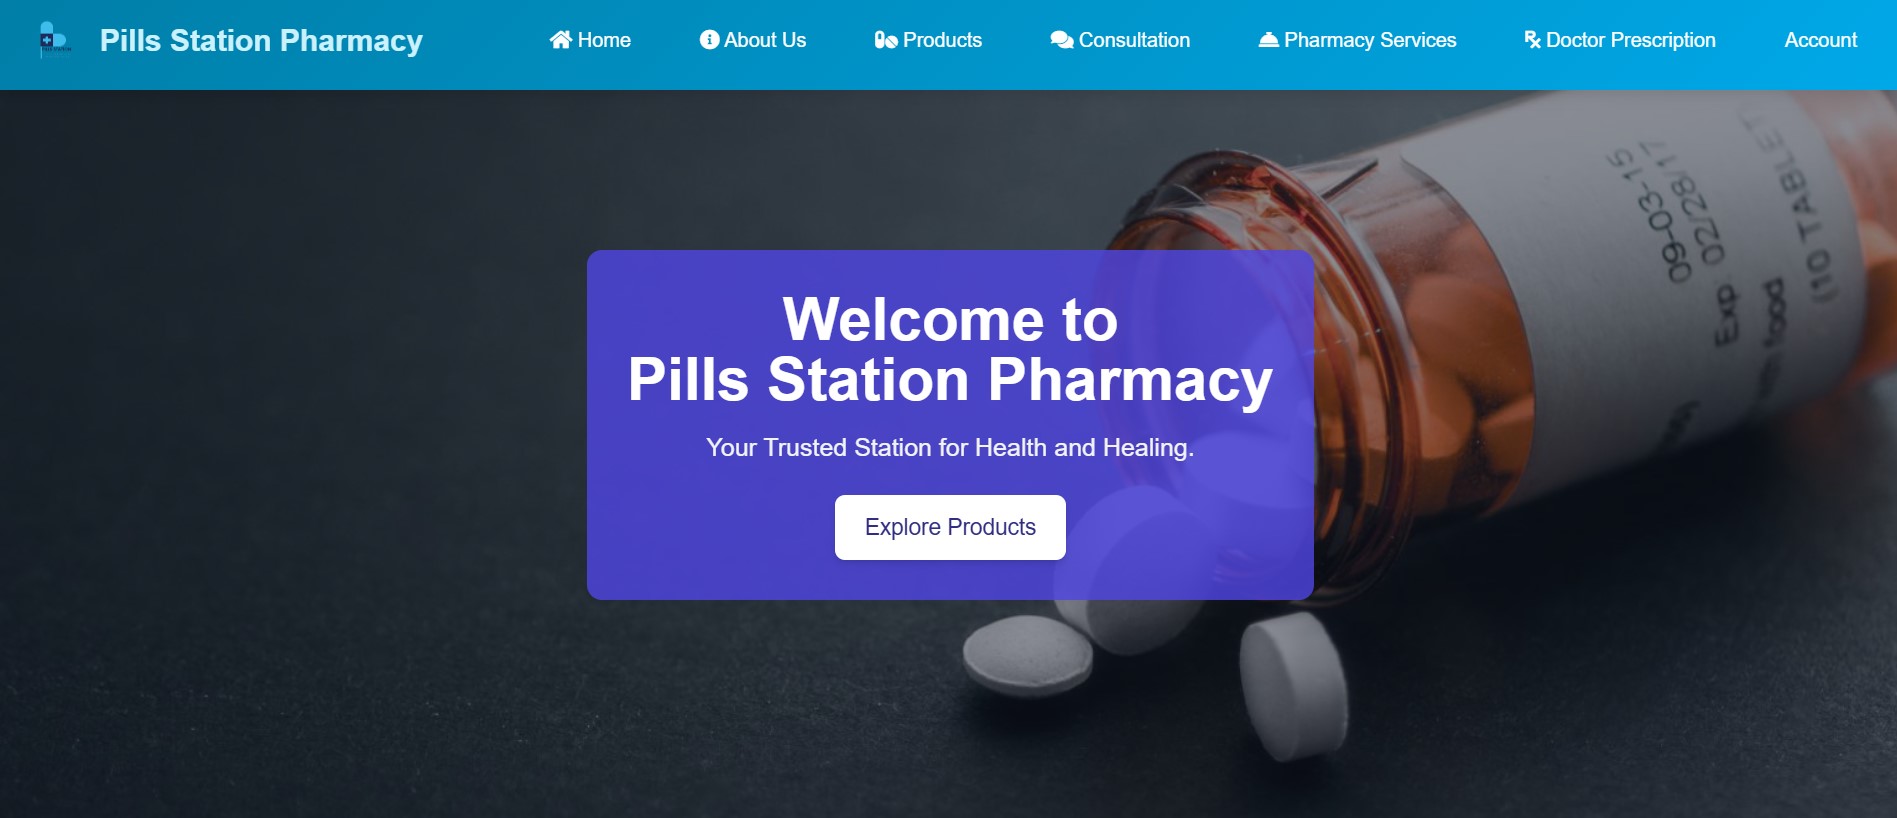 Pills Station Pharmacy
Home
About Us
Products
Consultation
Pharmacy Services
Doctor Prescription
Account
Welcome to
Pills Station Pharmacy
Your Trusted Station for Health and Healing.
Explore Products
09-03-15
Exp. 02/28/17
food
(10 TABLET